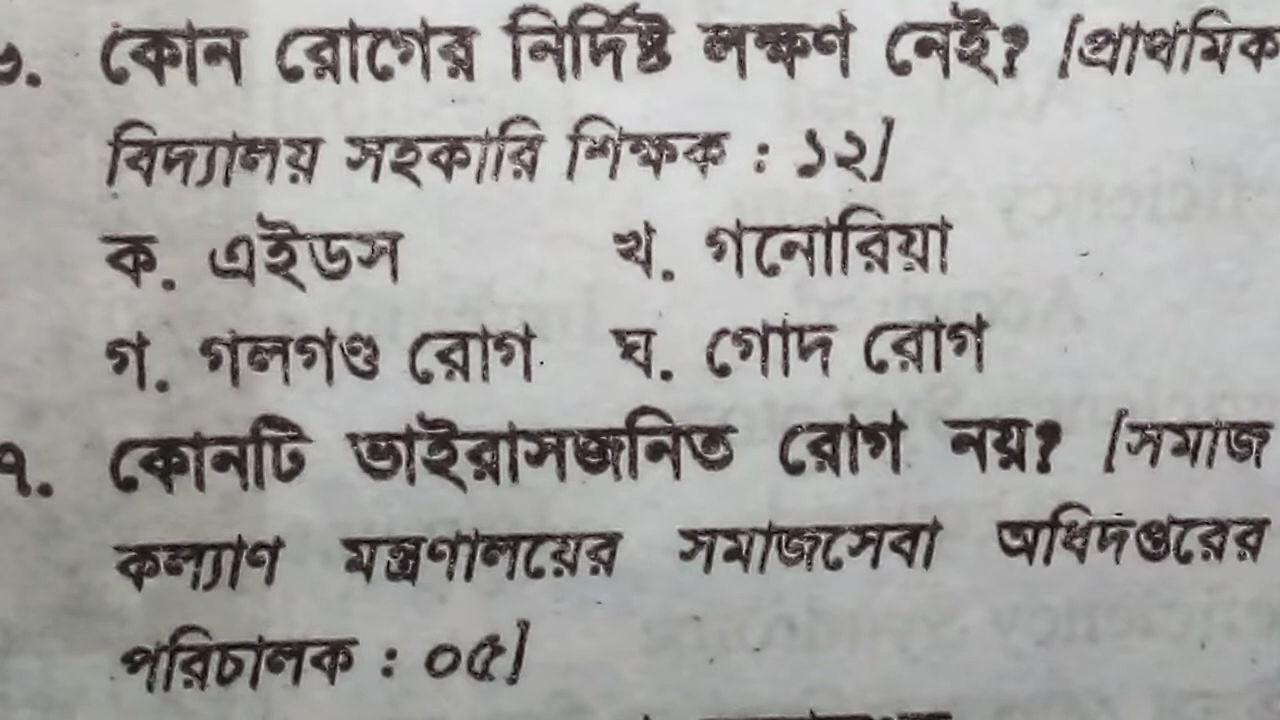 ৬. কোন রোগের নির্দিষ্ট লক্ষণ নেই? [প্রাথমিক
বিদ্যালয় সহকারি শিক্ষক : ১২]
ক. এইডস খ. গনোরিয়া
গ. গলগণ্ড রোগ ঘ. গোদ রোগ
৭. কোনটি ভাইরাসজনিত রোগ নয়? [সমাজ
কল্যাণ মন্ত্রণালয়ের সমাজসেবা অধিদপ্তরের
পরিচালক : ০৫]